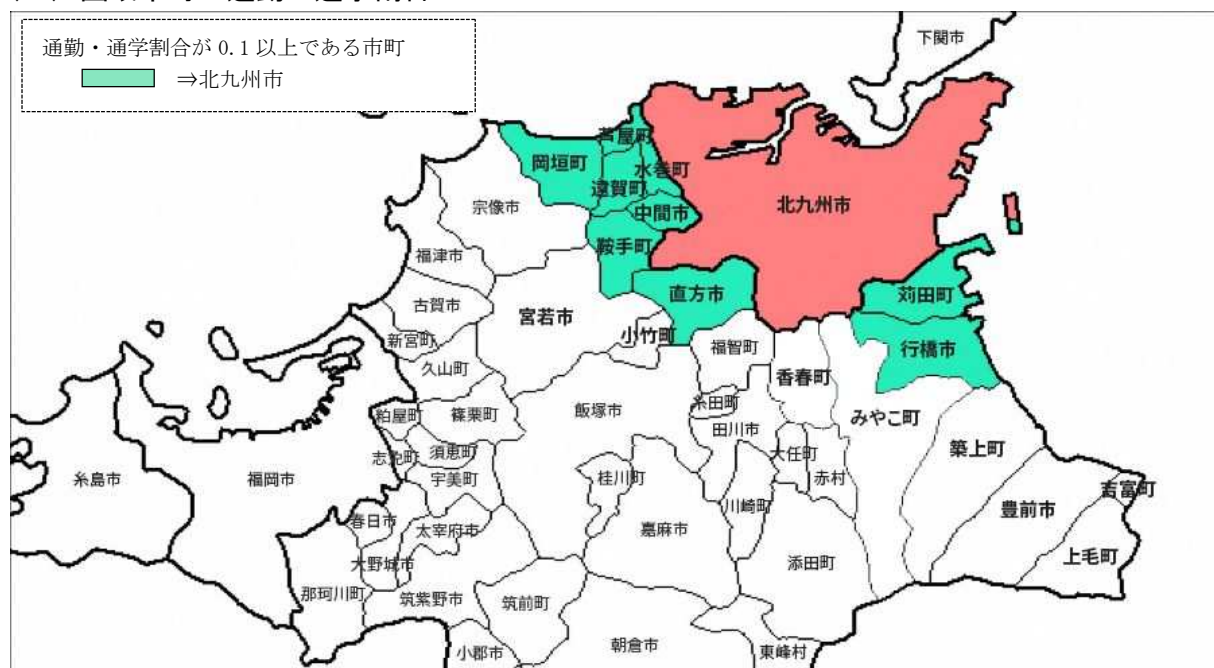 通勤・通学割合が 0.1 以上である市町
⇒北九州市
下関市
芦屋町
岡垣町
水巻町
遠賀町
宗像市
中間市
北九州市
鞍手町
福津市
直方市
苅田町
古賀市
宮若市
小竹町
新宮町
福智町
行橋市
久山町
香春町
飯塚市
糸田町
みやこ町
粕屋町
篠栗町
田川市
築上町
志免町
須恵町
大任町
糸島市
福岡市
宇美町
桂川町
赤村
吉富町
川崎町
豊前市
春日市
太宰府市
嘉麻市
上毛町
大野城市
添田町
那珂川町
筑紫野市
筑前町
朝倉市
小郡市
東峰村